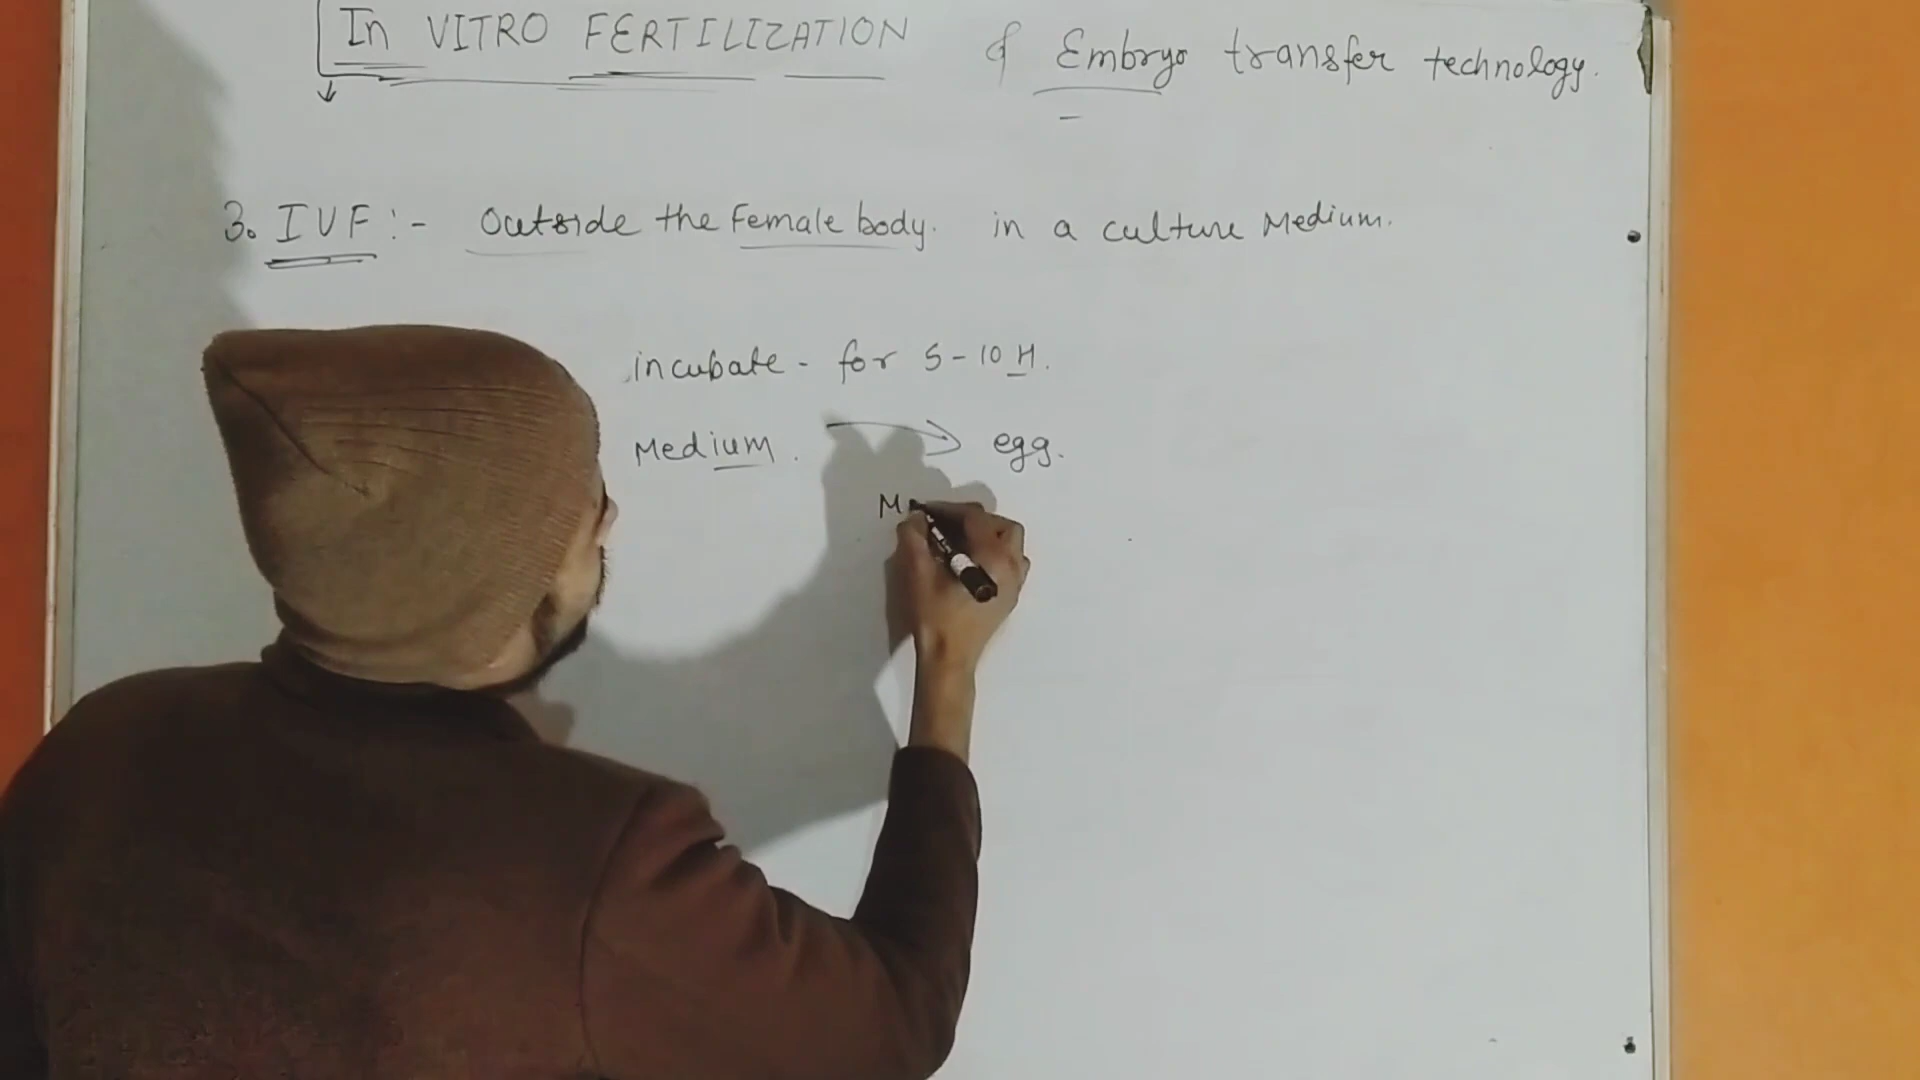 In VITRO FERTILIZATION & Embryo transfer technology.
3. IVF :- Outside the Female body. in a culture Medium.
incubate - for 5-10 H.
Medium. → egg.
M